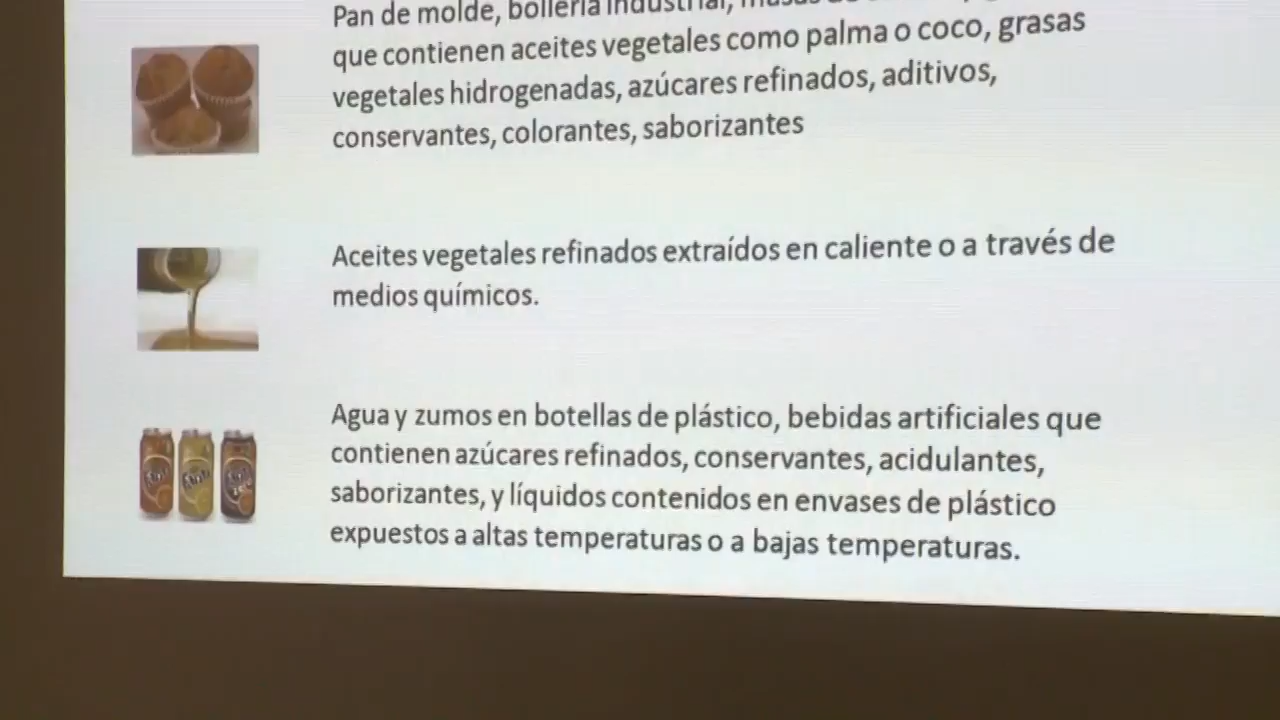 Pan de molde, bollería industrial,
que contienen aceites vegetales como palma o coco, grasas
vegetales hidrogenadas, azúcares refinados, aditivos,
conservantes, colorantes, saborizantes
Aceites vegetales refinados extraídos en caliente o a través de
medios químicos.
Agua y zumos en botellas de plástico, bebidas artificiales que
contienen azúcares refinados, conservantes, acidulantes,
saborizantes, y líquidos contenidos en envases de plástico
expuestos a altas temperaturas o a bajas temperaturas.